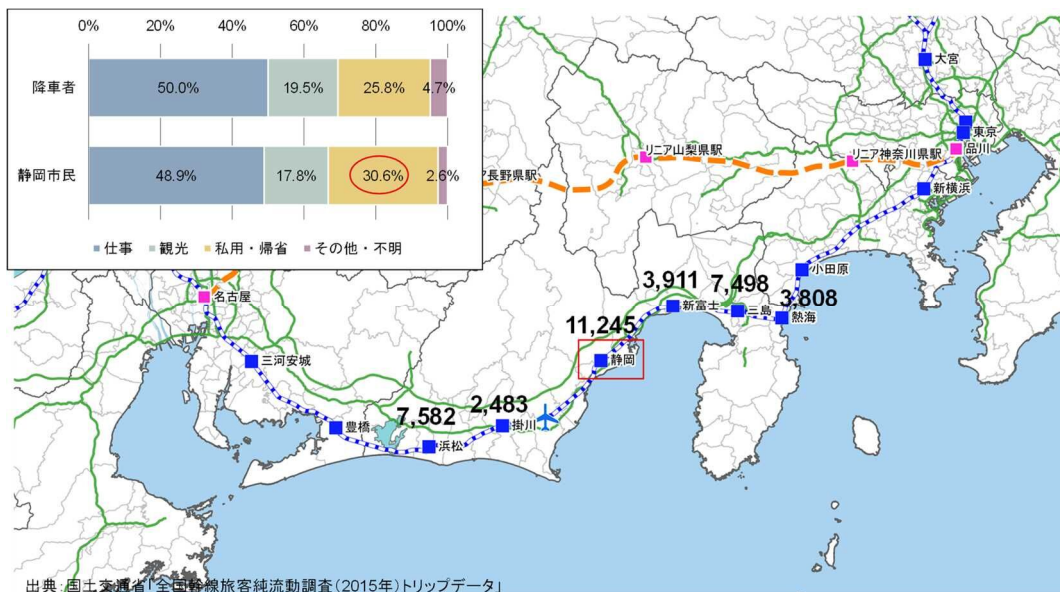 0% 20% 40% 60% 80% 100%
降車者 50.0% 19.5% 25.8% 4.7%
静岡市民 48.9% 17.8% 30.6% 2.6%
仕事 観光 私用・帰省 その他・不明
大宮
東京
品川
リニア山梨県駅
リニア神奈川県駅
ア長野県駅
新横浜
小田原
3,911
新富士
7,498
三島
3,808
熱海
名古屋
11,245
静岡
三河安城
豊橋
7,582
浜松
2,483
掛川
出典:国土交通省「全国幹線旅客純流動調査(2015年)トリップデータ」